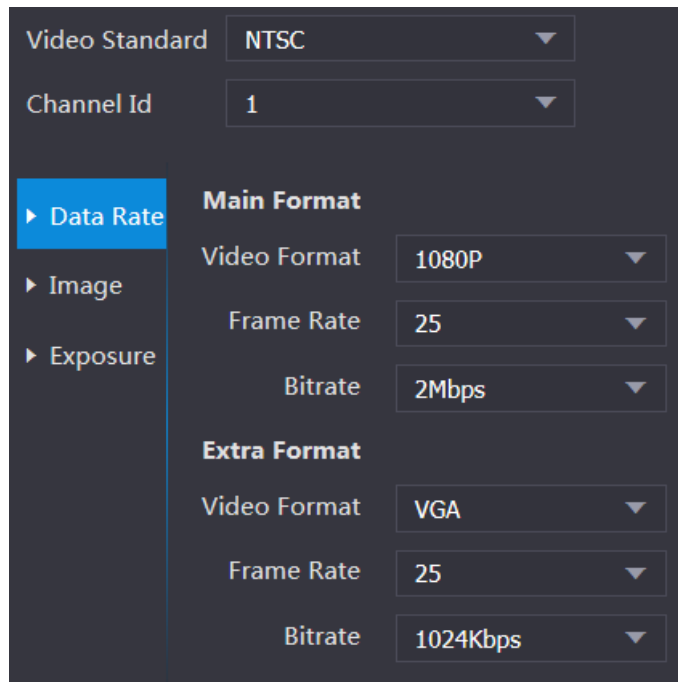 Video Standard NTSC
Channel Id 1
Data Rate
Image
Exposure
Main Format
Video Format 1080P
Frame Rate 25
Bitrate 2Mbps
Extra Format
Video Format VGA
Frame Rate 25
Bitrate 1024Kbps